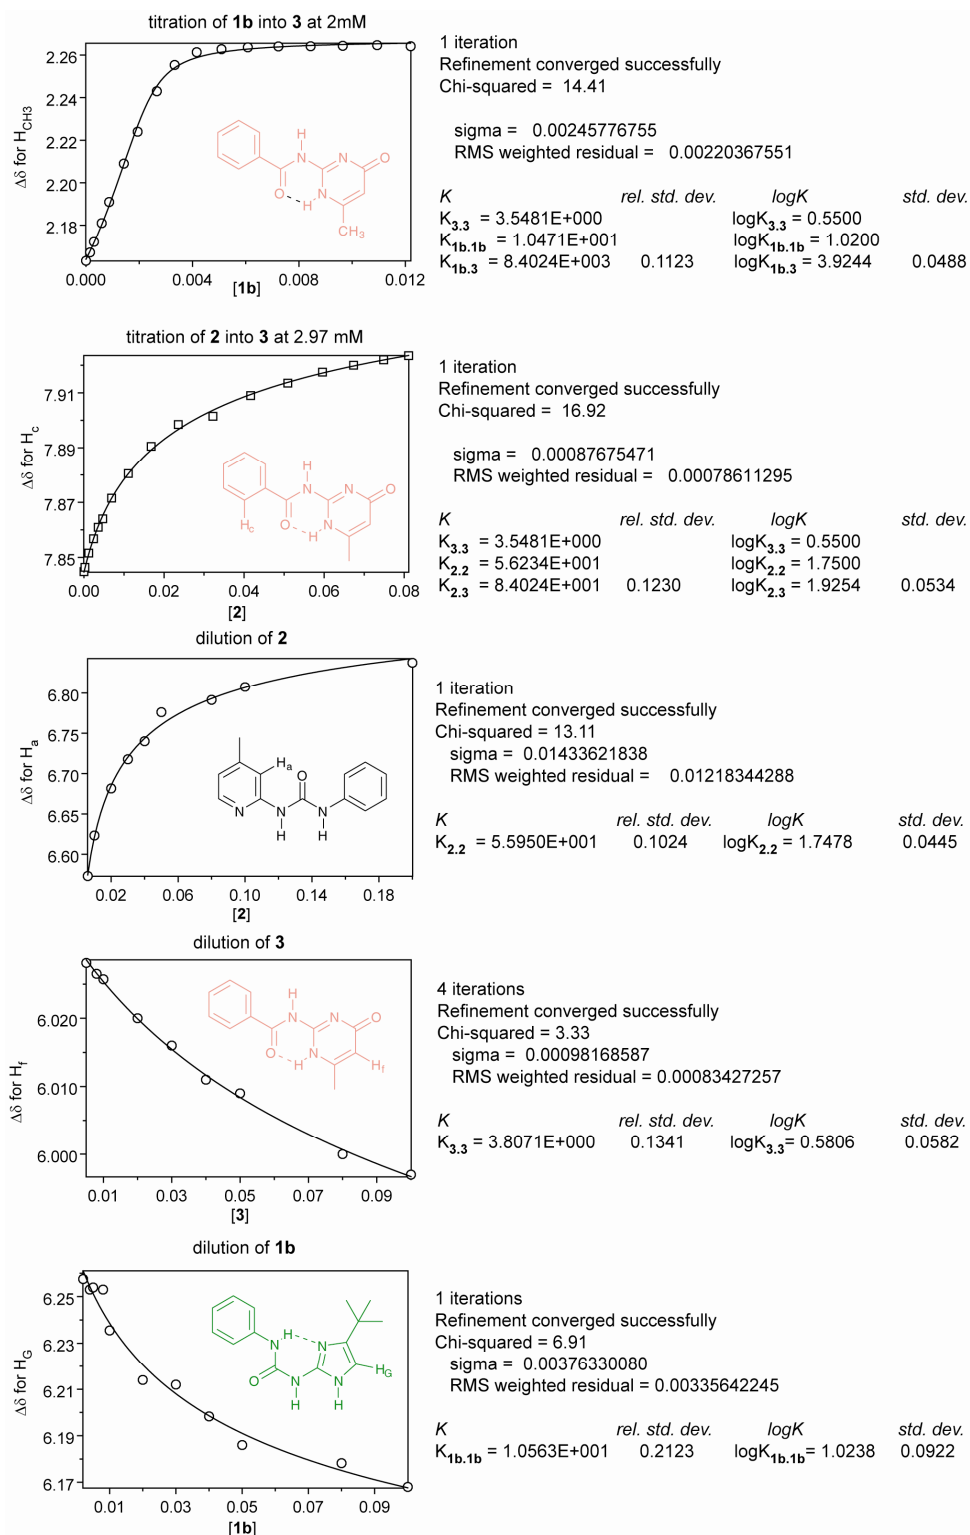 titration of 1b into 3 at 2mM
2.26
2.24
2.22
2.20
2.18
Δδ for H_CH3
0.000
0.004
0.008
0.012
[1b]
H
N
N
O
O
H
N
CH3
1 iteration
Refinement converged successfully
Chi-squared = 14.41
sigma = 0.00245776755
RMS weighted residual = 0.00220367551
K rel. std. dev. logK std. dev.
K3.3 = 3.5481E+000 logK3.3 = 0.5500
K1b.1b = 1.0471E+001 logK1b.1b = 1.0200
K1b.3 = 8.4024E+003 0.1123 logK1b.3 = 3.9244 0.0488
titration of 2 into 3 at 2.97 mM
7.91
7.89
7.87
7.85
Δδ for Hc
0.00
0.02
0.04
0.06
0.08
[2]
H
N
N
O
Hc
O
H
N
1 iteration
Refinement converged successfully
Chi-squared = 16.92
sigma = 0.00087675471
RMS weighted residual = 0.00078611295
K rel. std. dev. logK std. dev.
K3.3 = 3.5481E+000 logK3.3 = 0.5500
K2.2 = 5.6234E+001 logK2.2 = 1.7500
K2.3 = 8.4024E+001 0.1230 logK2.3 = 1.9254 0.0534
dilution of 2
6.80
6.75
6.70
6.65
6.60
Δδ for Ha
0.02
0.06
0.10
0.14
0.18
[2]
Ha
O
N
N
N
H
H
1 iteration
Refinement converged successfully
Chi-squared = 13.11
sigma = 0.01433621838
RMS weighted residual = 0.01218344288
K rel. std. dev. logK std. dev.
K2.2 = 5.5950E+001 0.1024 logK2.2 = 1.7478 0.0445
dilution of 3
6.020
6.010
6.000
Δδ for Hf
0.01
0.03
0.05
0.07
0.09
[3]
H
N
N
O
O
H
N
Hf
4 iterations
Refinement converged successfully
Chi-squared = 3.33
sigma = 0.00098168587
RMS weighted residual = 0.00083427257
K rel. std. dev. logK std. dev.
K3.3 = 3.8071E+000 0.1341 logK3.3= 0.5806 0.0582
dilution of 1b
6.25
6.23
6.21
6.19
6.17
Δδ for HG
0.01
0.03
0.05
0.07
0.09
[1b]
N
H
N
HG
O
N
N
H
H
1 iterations
Refinement converged successfully
Chi-squared = 6.91
sigma = 0.00376330080
RMS weighted residual = 0.00335642245
K rel. std. dev. logK std. dev.
K1b.1b = 1.0563E+001 0.2123 logK1b.1b= 1.0238 0.0922